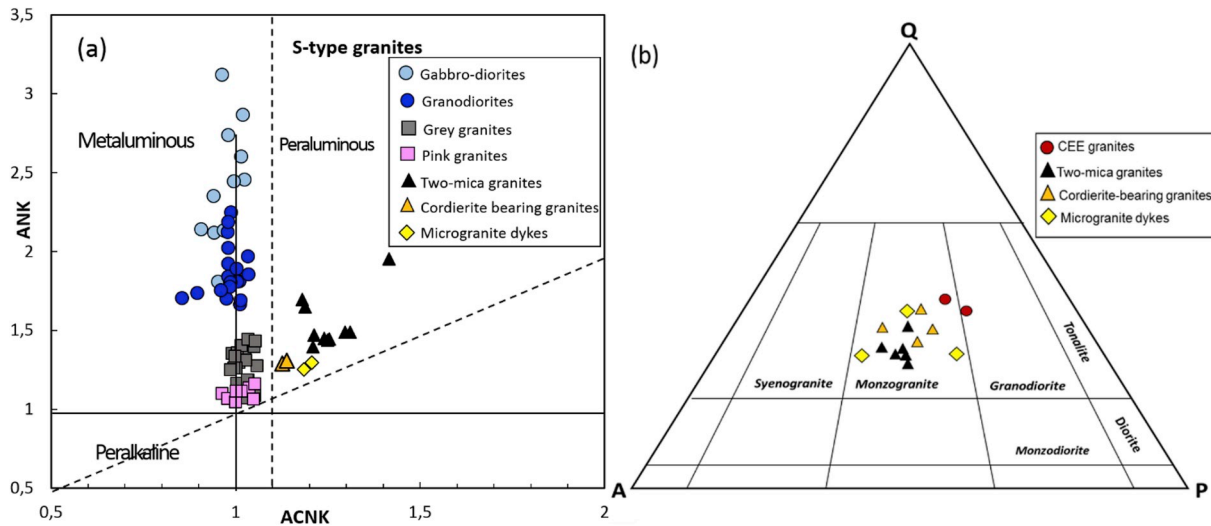 3,5
(a)
S-type granites
Gabbro-diorites
Granodiorites
Grey granites
Pink granites
Two-mica granites
Cordierite bearing granites
Microgranite dykes
3
Metaluminous
Peraluminous
2,5
ANK
2
1,5
1
Peralkaline
0,5
0,5
1
1,5
2
ACNK
(b)
Q
CEE granites
Two-mica granites
Cordierite-bearing granites
Microgranite dykes
Tonalite
Syenogranite
Monzogranite
Granodiorite
Diorite
Monzodiorite
A
P